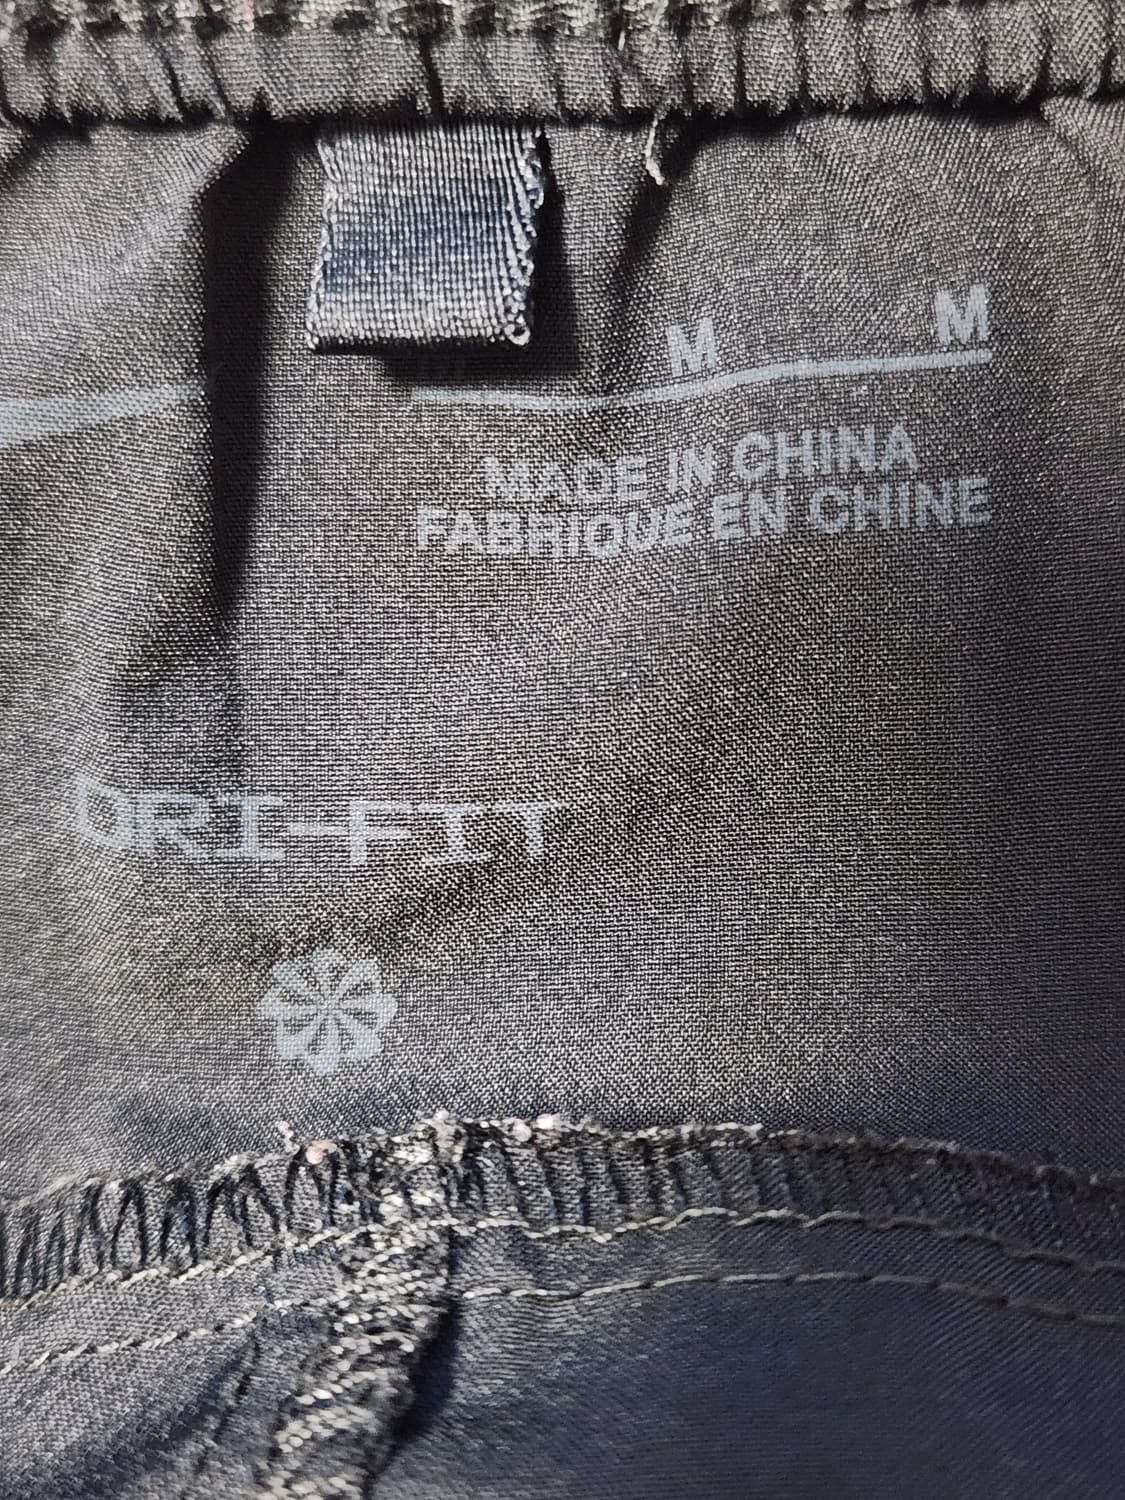 M M M
MADE IN CHINA
FABRIQUE EN CHINE
DRI-FIT